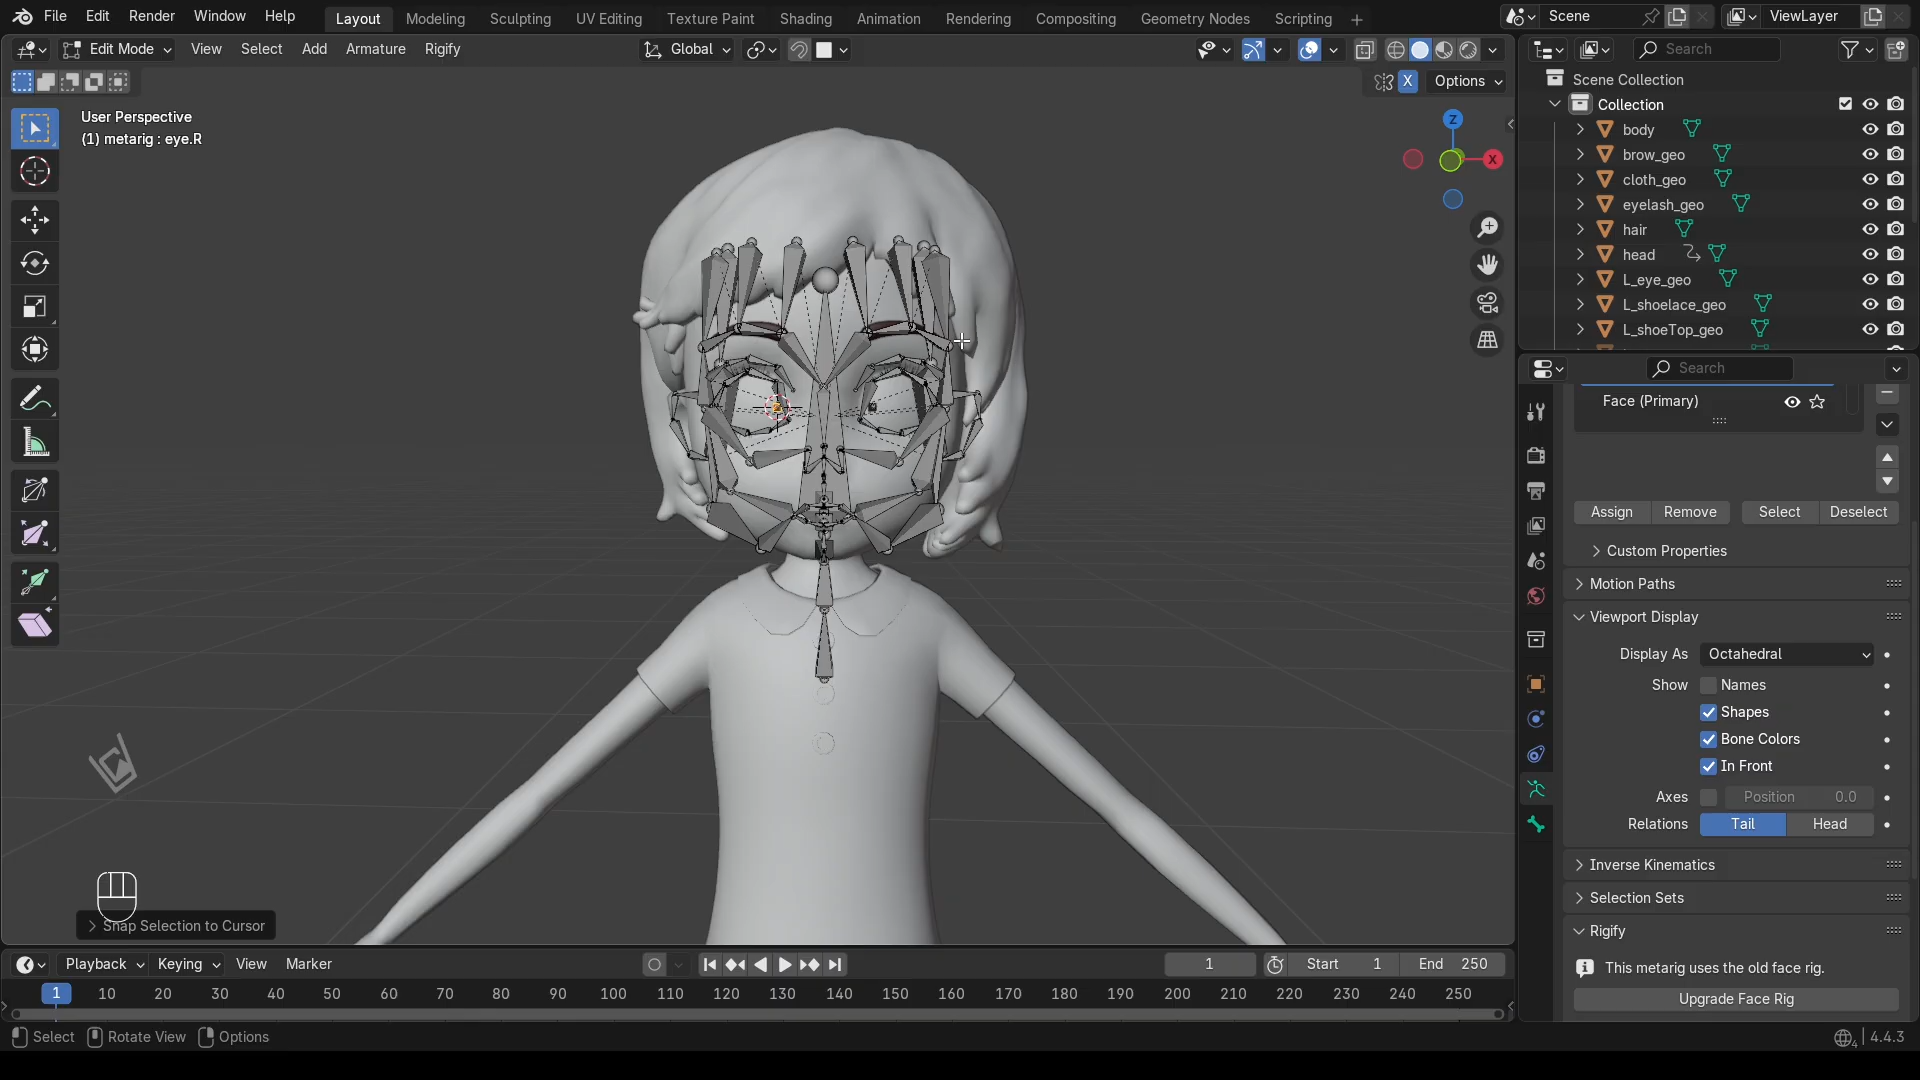 File Edit Render Window Help Layout Modeling Sculpting UV Editing Texture Paint Shading Animation Rendering Compositing Geometry Nodes Scripting + Scene ViewLayer
Edit Mode View Select Add Armature Rigify Global Search
X Options
User Perspective
(1) metarig : eye.R
Z
X
Scene Collection
Collection
body
brow_geo
cloth_geo
eyelash_geo
hair
head
L_eye_geo
L_shoelace_geo
L_shoeTop_geo
Search
Face (Primary)
Assign Remove Select Deselect
Custom Properties
Motion Paths
Viewport Display
Display As Octahedral
Show Names
Shapes
Bone Colors
In Front
Axes Position 0.0
Relations Tail Head
Inverse Kinematics
Selection Sets
Rigify
This metarig uses the old face rig.
Upgrade Face Rig
Snap Selection to Cursor
Playback Keying View Marker 1 Start 1 End 250
1 10 20 30 40 50 60 70 80 90 100 110 120 130 140 150 160 170 180 190 200 210 220 230 240 250
Select Rotate View Options 4 4.4.3